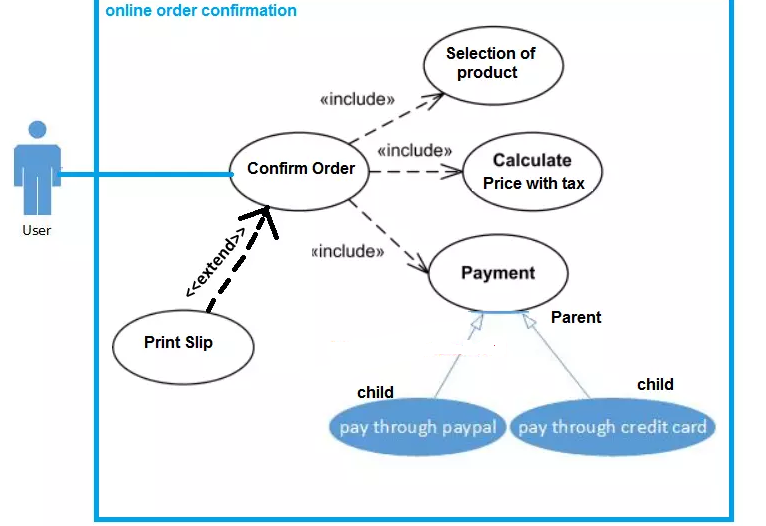 online order confirmation
Selection of
product
«include»
«include»
Calculate
Price with tax
Confirm Order
User
«include»
<<extend>>
Payment
Parent
Print Slip
child
child
pay through paypal
pay through credit card